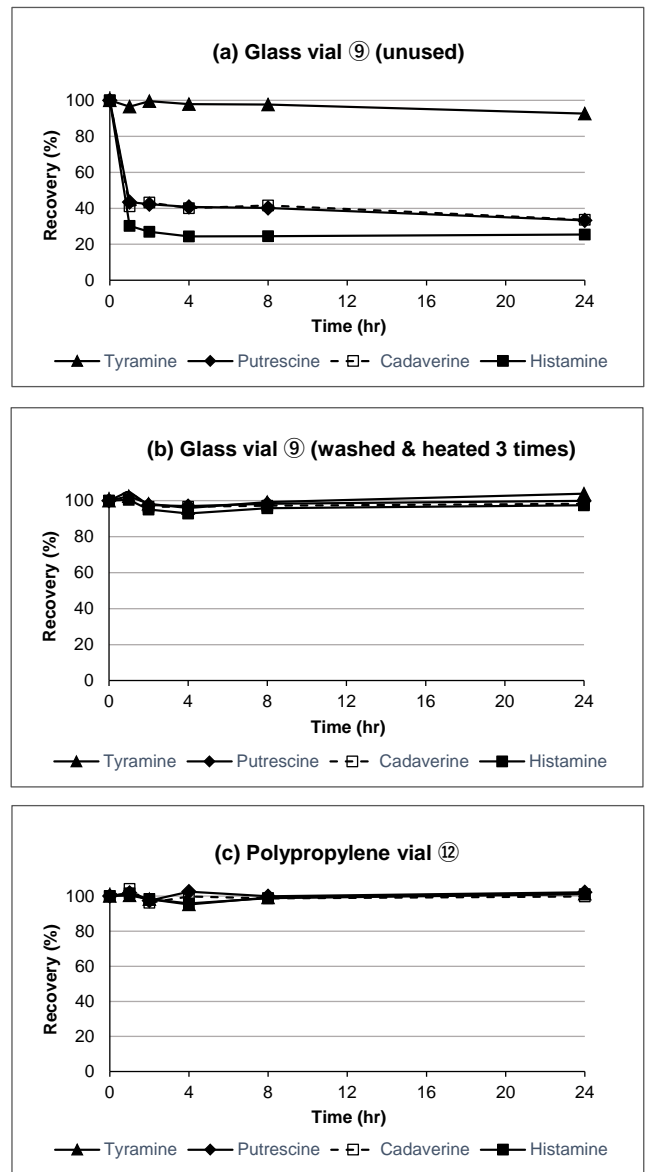 (a) Glass vial ⑨ (unused)
100
80
60
40
20
0
Recovery (%)
0 4 8 12 16 20 24
Time (hr)
Tyramine Putrescine Cadaverine Histamine
(b) Glass vial ⑨ (washed & heated 3 times)
100
80
60
40
20
0
Recovery (%)
0 4 8 12 16 20 24
Time (hr)
Tyramine Putrescine Cadaverine Histamine
(c) Polypropylene vial ⑫
100
80
60
40
20
0
Recovery (%)
0 4 8 12 16 20 24
Time (hr)
Tyramine Putrescine Cadaverine Histamine